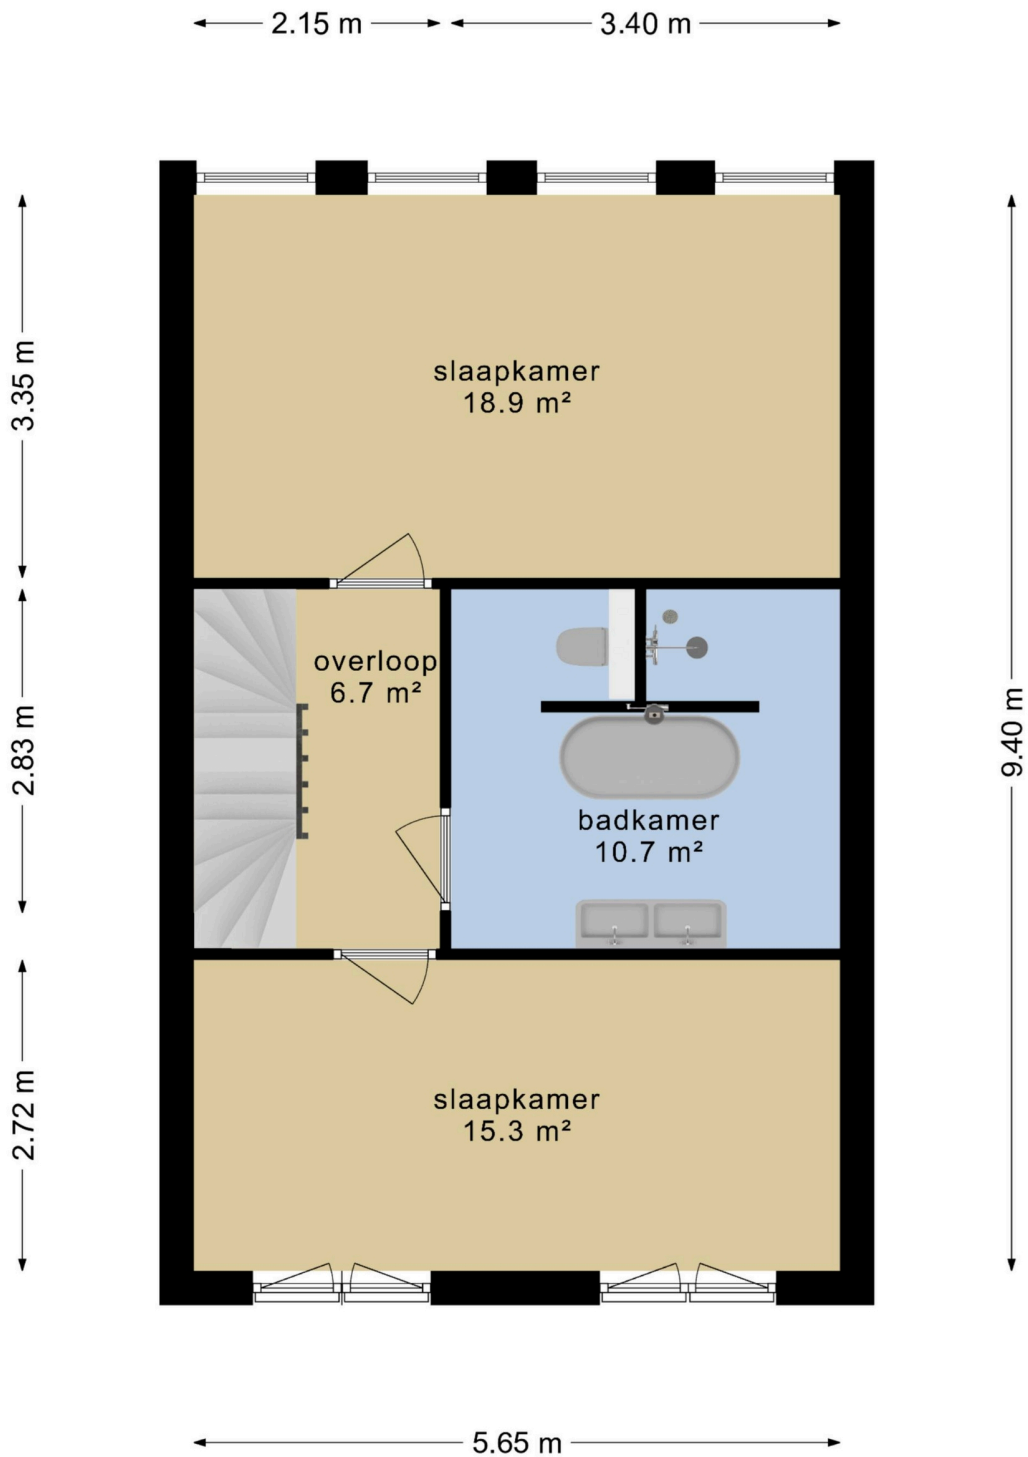 2.15 m
3.40 m
3.35 m
slaapkamer
18.9 m²
overloop
6.7 m²
2.83 m
9.40 m
badkamer
10.7 m²
2.72 m
slaapkamer
15.3 m²
5.65 m